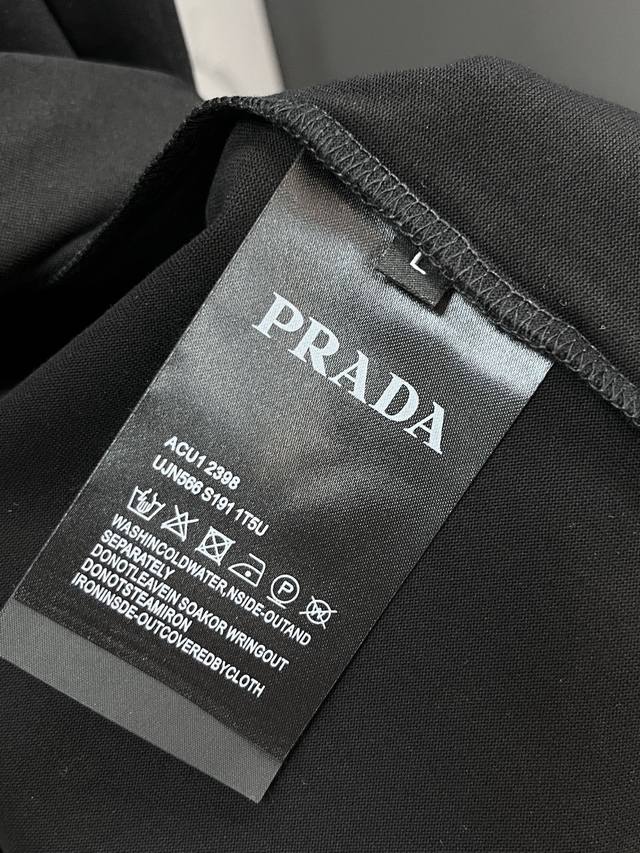 L
PRADA
ACU1 2398
UJN566 S191 1T5U
WASHINCOLDWATER,NSIDE-OUTAND
SEPARATELY
DONOTLEAVEIN SOAKOR WRINGOUT
DONOTSTEAMIRON
IRONINSDE-OUTCOVEREDBYCLOTH